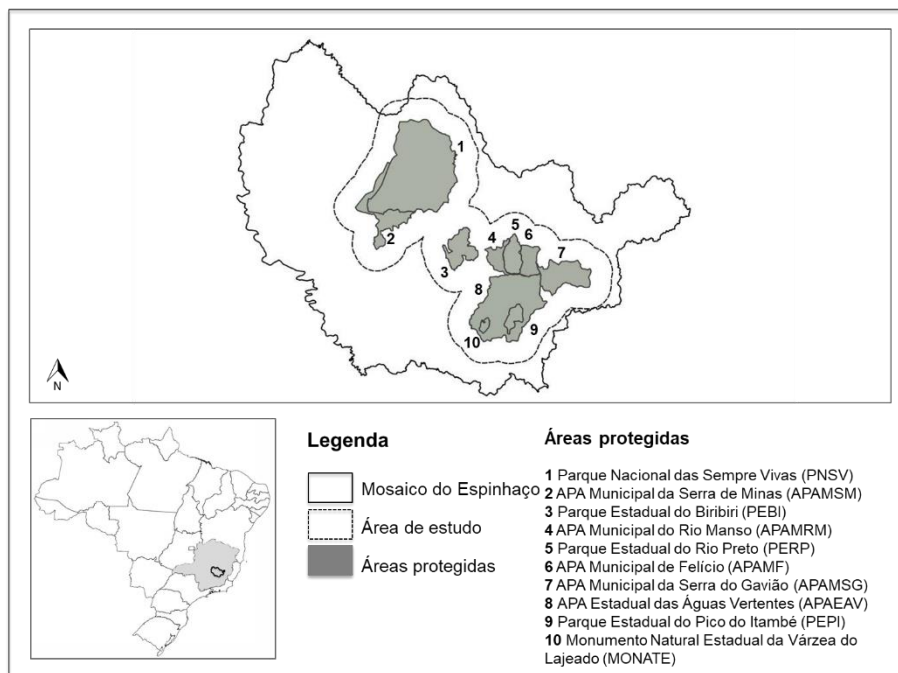 1
2
3
4
5
6
7
8
9
10
N
Legenda
Mosaico do Espinhaço
Área de estudo
Áreas protegidas
Áreas protegidas
1 Parque Nacional das Sempre Vivas (PNSV)
2 APA Municipal da Serra de Minas (APAMSM)
3 Parque Estadual do Biribiri (PEBI)
4 APA Municipal do Rio Manso (APAMRM)
5 Parque Estadual do Rio Preto (PERP)
6 APA Municipal de Felício (APAMF)
7 APA Municipal da Serra do Gavião (APAMSG)
8 APA Estadual das Águas Vertentes (APAEAV)
9 Parque Estadual do Pico do Itambé (PEPI)
10 Monumento Natural Estadual da Várzea do
Lajeado (MONATE)